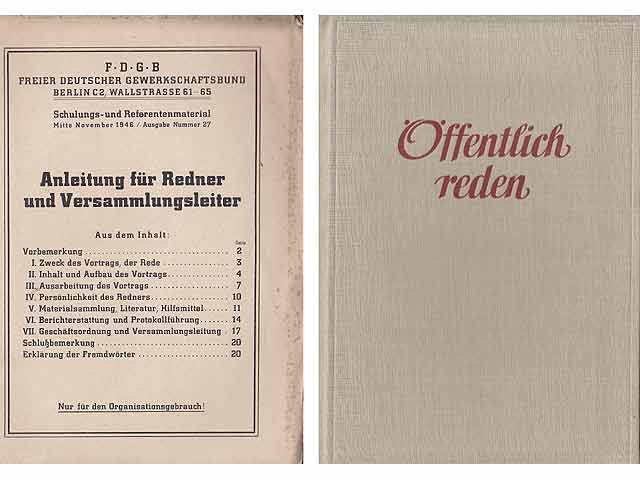 F·D·G·B
FREIER DEUTSCHER GEWERKSCHAFTSBUND
BERLIN C2, WALLSTRASSE 61-65
Schulungs- und Referentenmaterial
Mitte November 1946 / Ausgabe Nummer 27
Anleitung für Redner
und Versammlungsleiter
Aus dem Inhalt:
Seite
Vorbemerkung 2
I. Zweck des Vortrags, der Rede 3
II. Inhalt und Aufbau des Vortrags 4
III. Ausarbeitung des Vortrags 7
IV. Persönlichkeit des Redners 10
V. Materialsammlung, Literatur, Hilfsmittel 11
VI. Berichterstattung und Protokollführung 14
VII. Geschäftsordnung und Versammlungsleitung 17
Schlußbemerkung 20
Erklärung der Fremdwörter 20
Nur für den Organisationsgebrauch!
Öffentlich
reden